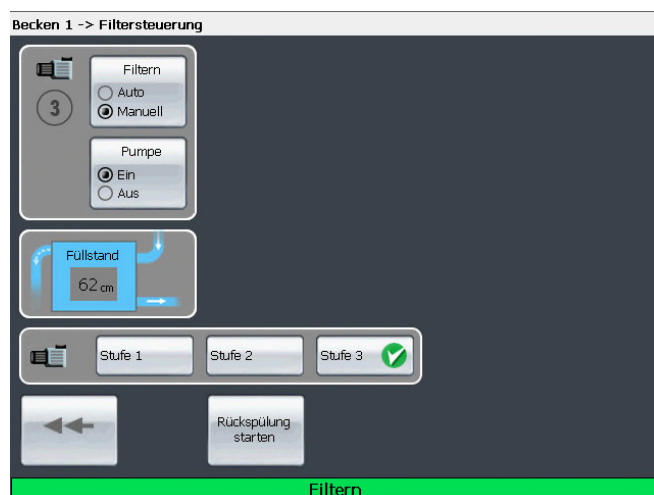 Becken 1 -> Filtersteuerung
Filtern
Auto
3
Manuell
Pumpe
Ein
Aus
Füllstand
62 cm
Stufe 1
Stufe 2
Stufe 3
Rückspülung
starten
Filtern